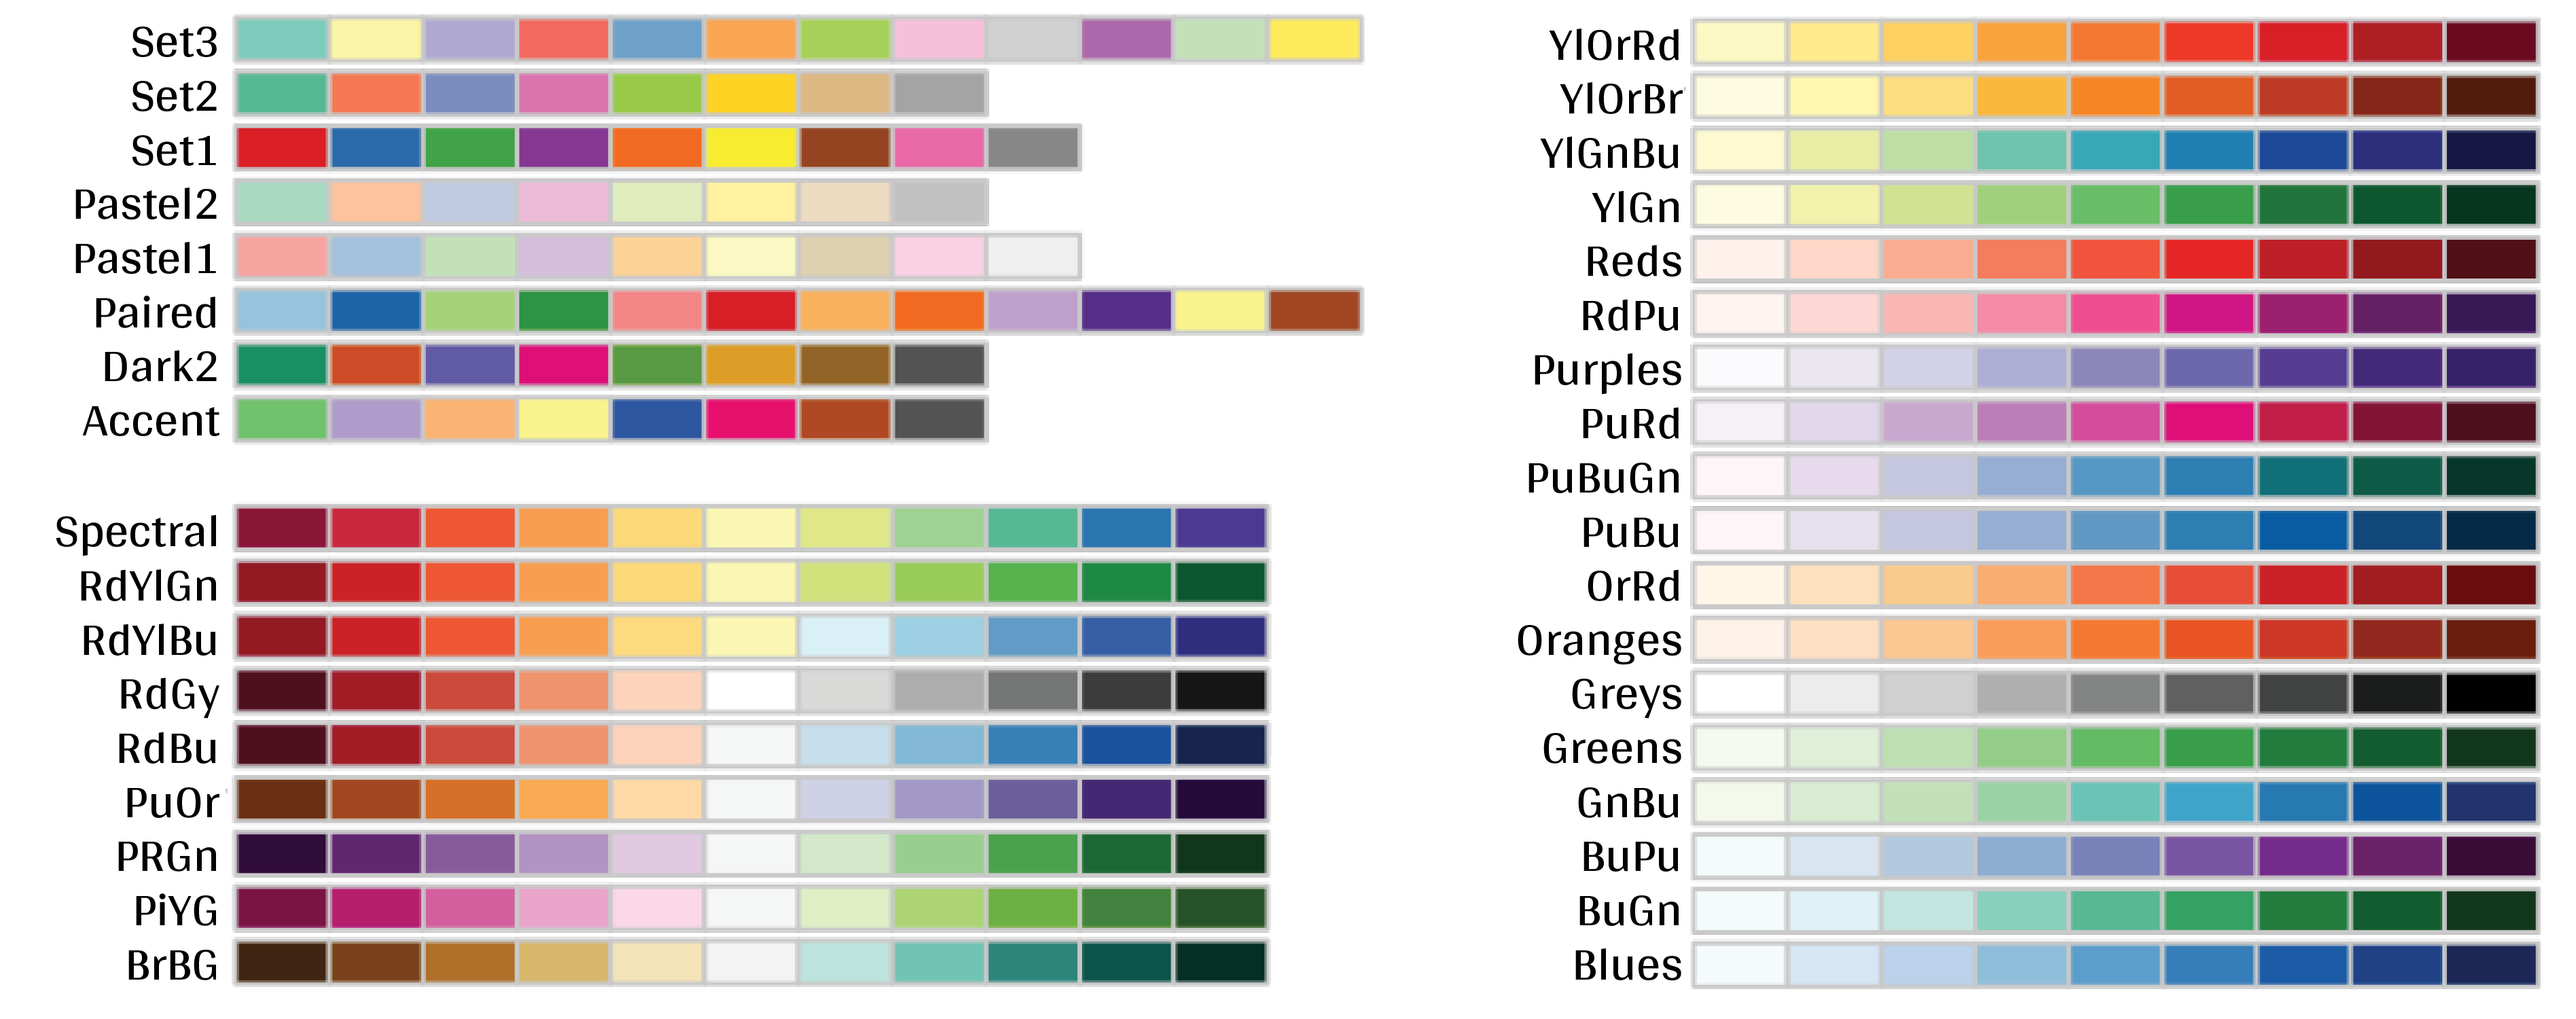 Set3
Set2
Set1
Pastel2
Pastel1
Paired
Dark2
Accent
Spectral
RdYlGn
RdYlBu
RdGy
RdBu
PuOr
PRGn
PiYG
BrBG
YlOrRd
YlOrBr
YlGnBu
YlGn
Reds
RdPu
Purples
PuRd
PuBuGn
PuBu
OrRd
Oranges
Greys
Greens
GnBu
BuPu
BuGn
Blues